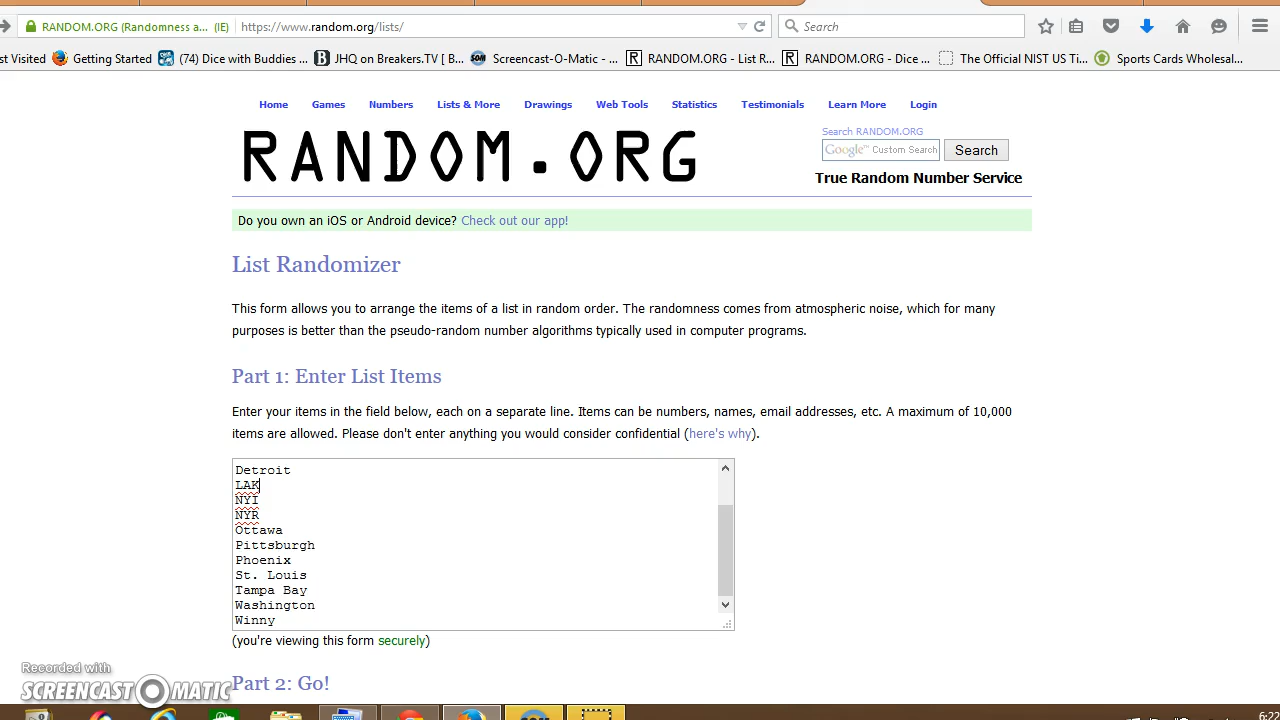 RANDOM.ORG (Randomness a... (IE) https://www.random.org/lists/ Search
st Visited Getting Started (74) Dice with Buddies ... JHQ on Breakers.TV [ B... Screencast-O-Matic - ... RANDOM.ORG - List R... RANDOM.ORG - Dice ... The Official NIST US Ti... Sports Cards Wholesal...
Home Games Numbers Lists & More Drawings Web Tools Statistics Testimonials Learn More Login
RANDOM.ORG
Search RANDOM.ORG
Google™ Custom Search Search
True Random Number Service
Do you own an iOS or Android device? Check out our app!
List Randomizer
This form allows you to arrange the items of a list in random order. The randomness comes from atmospheric noise, which for many
purposes is better than the pseudo-random number algorithms typically used in computer programs.
Part 1: Enter List Items
Enter your items in the field below, each on a separate line. Items can be numbers, names, email addresses, etc. A maximum of 10,000
items are allowed. Please don't enter anything you would consider confidential (here's why).
Detroit
LAK
NYI
NYR
Ottawa
Pittsburgh
Phoenix
St. Louis
Tampa Bay
Washington
Winny
(you're viewing this form securely)
Part 2: Go!
Recorded with
SCREENCAST-O-MATIC
6:22